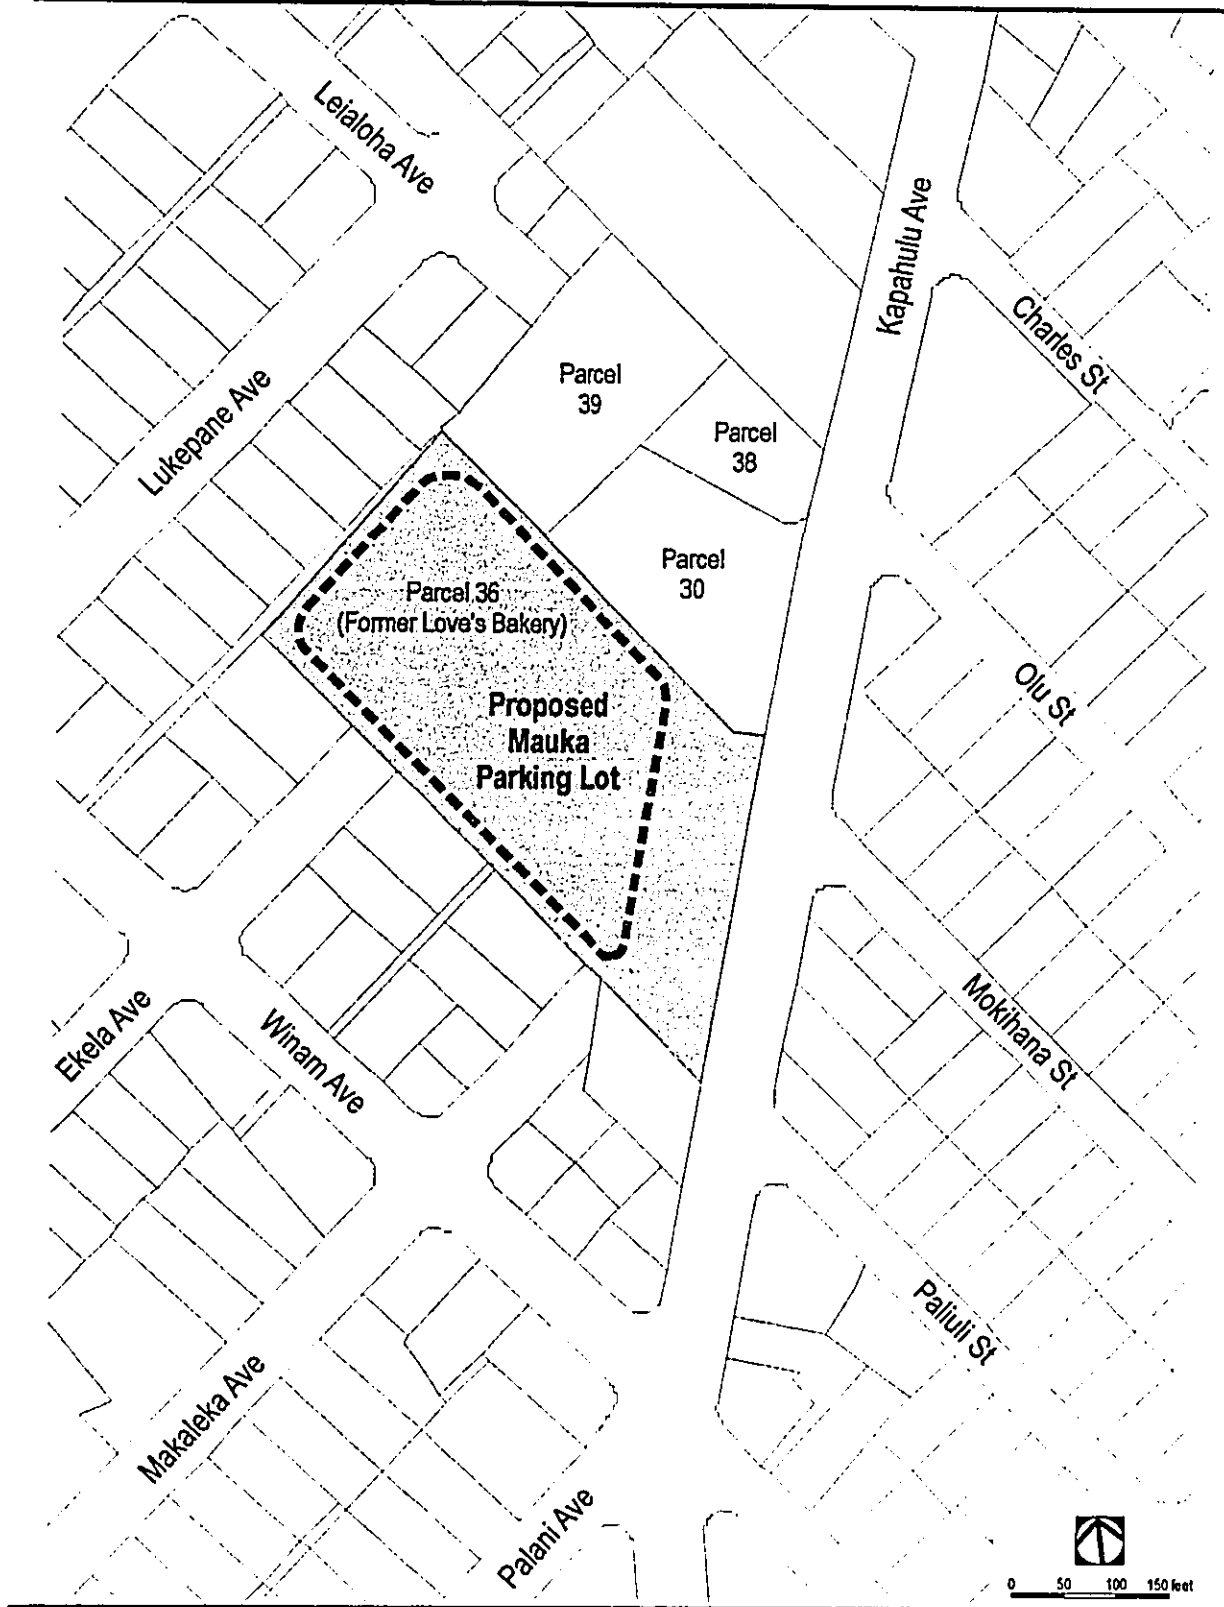 Leialoha Ave
Kapahulu Ave
Charles St
Lukepane Ave
Parcel
39
Parcel
38
Parcel
30
Parcel 36
(Former Love's Bakery)
Proposed
Mauka
Parking Lot
Olu St
Ekela Ave
Winam Ave
Mokihana St
Paliuli St
Makaleka Ave
Palani Ave
0 50 100 150 feet